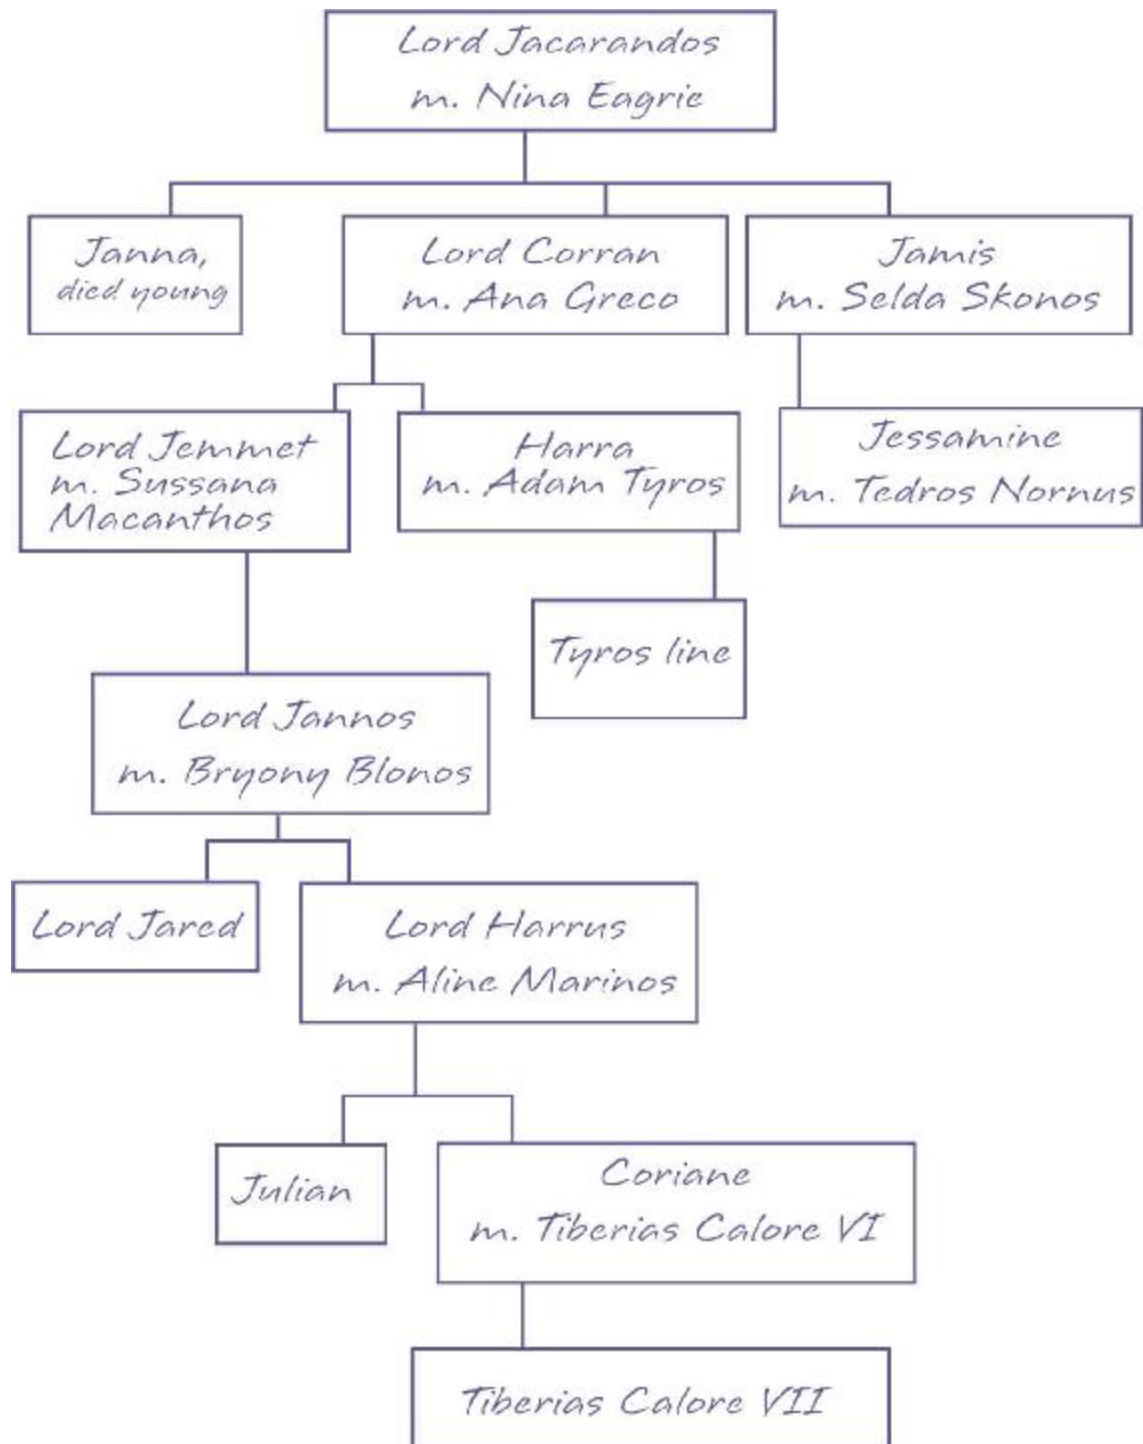 Lord Jacarandos
m. Nina Eagrie
Janna,
died young
Lord Corran
m. Ana Greco
Jamis
m. Selda Skonos
Lord Jemmet
m. Sussana
Macanthos
Harra
m. Adam Tyros
Jessamine
m. Tedros Nornus
Tyros line
Lord Jannos
m. Bryony Blonos
Lord Jared
Lord Harrus
m. Aline Marinos
Julian
Coriane
m. Tiberias Calore VI
Tiberias Calore VII